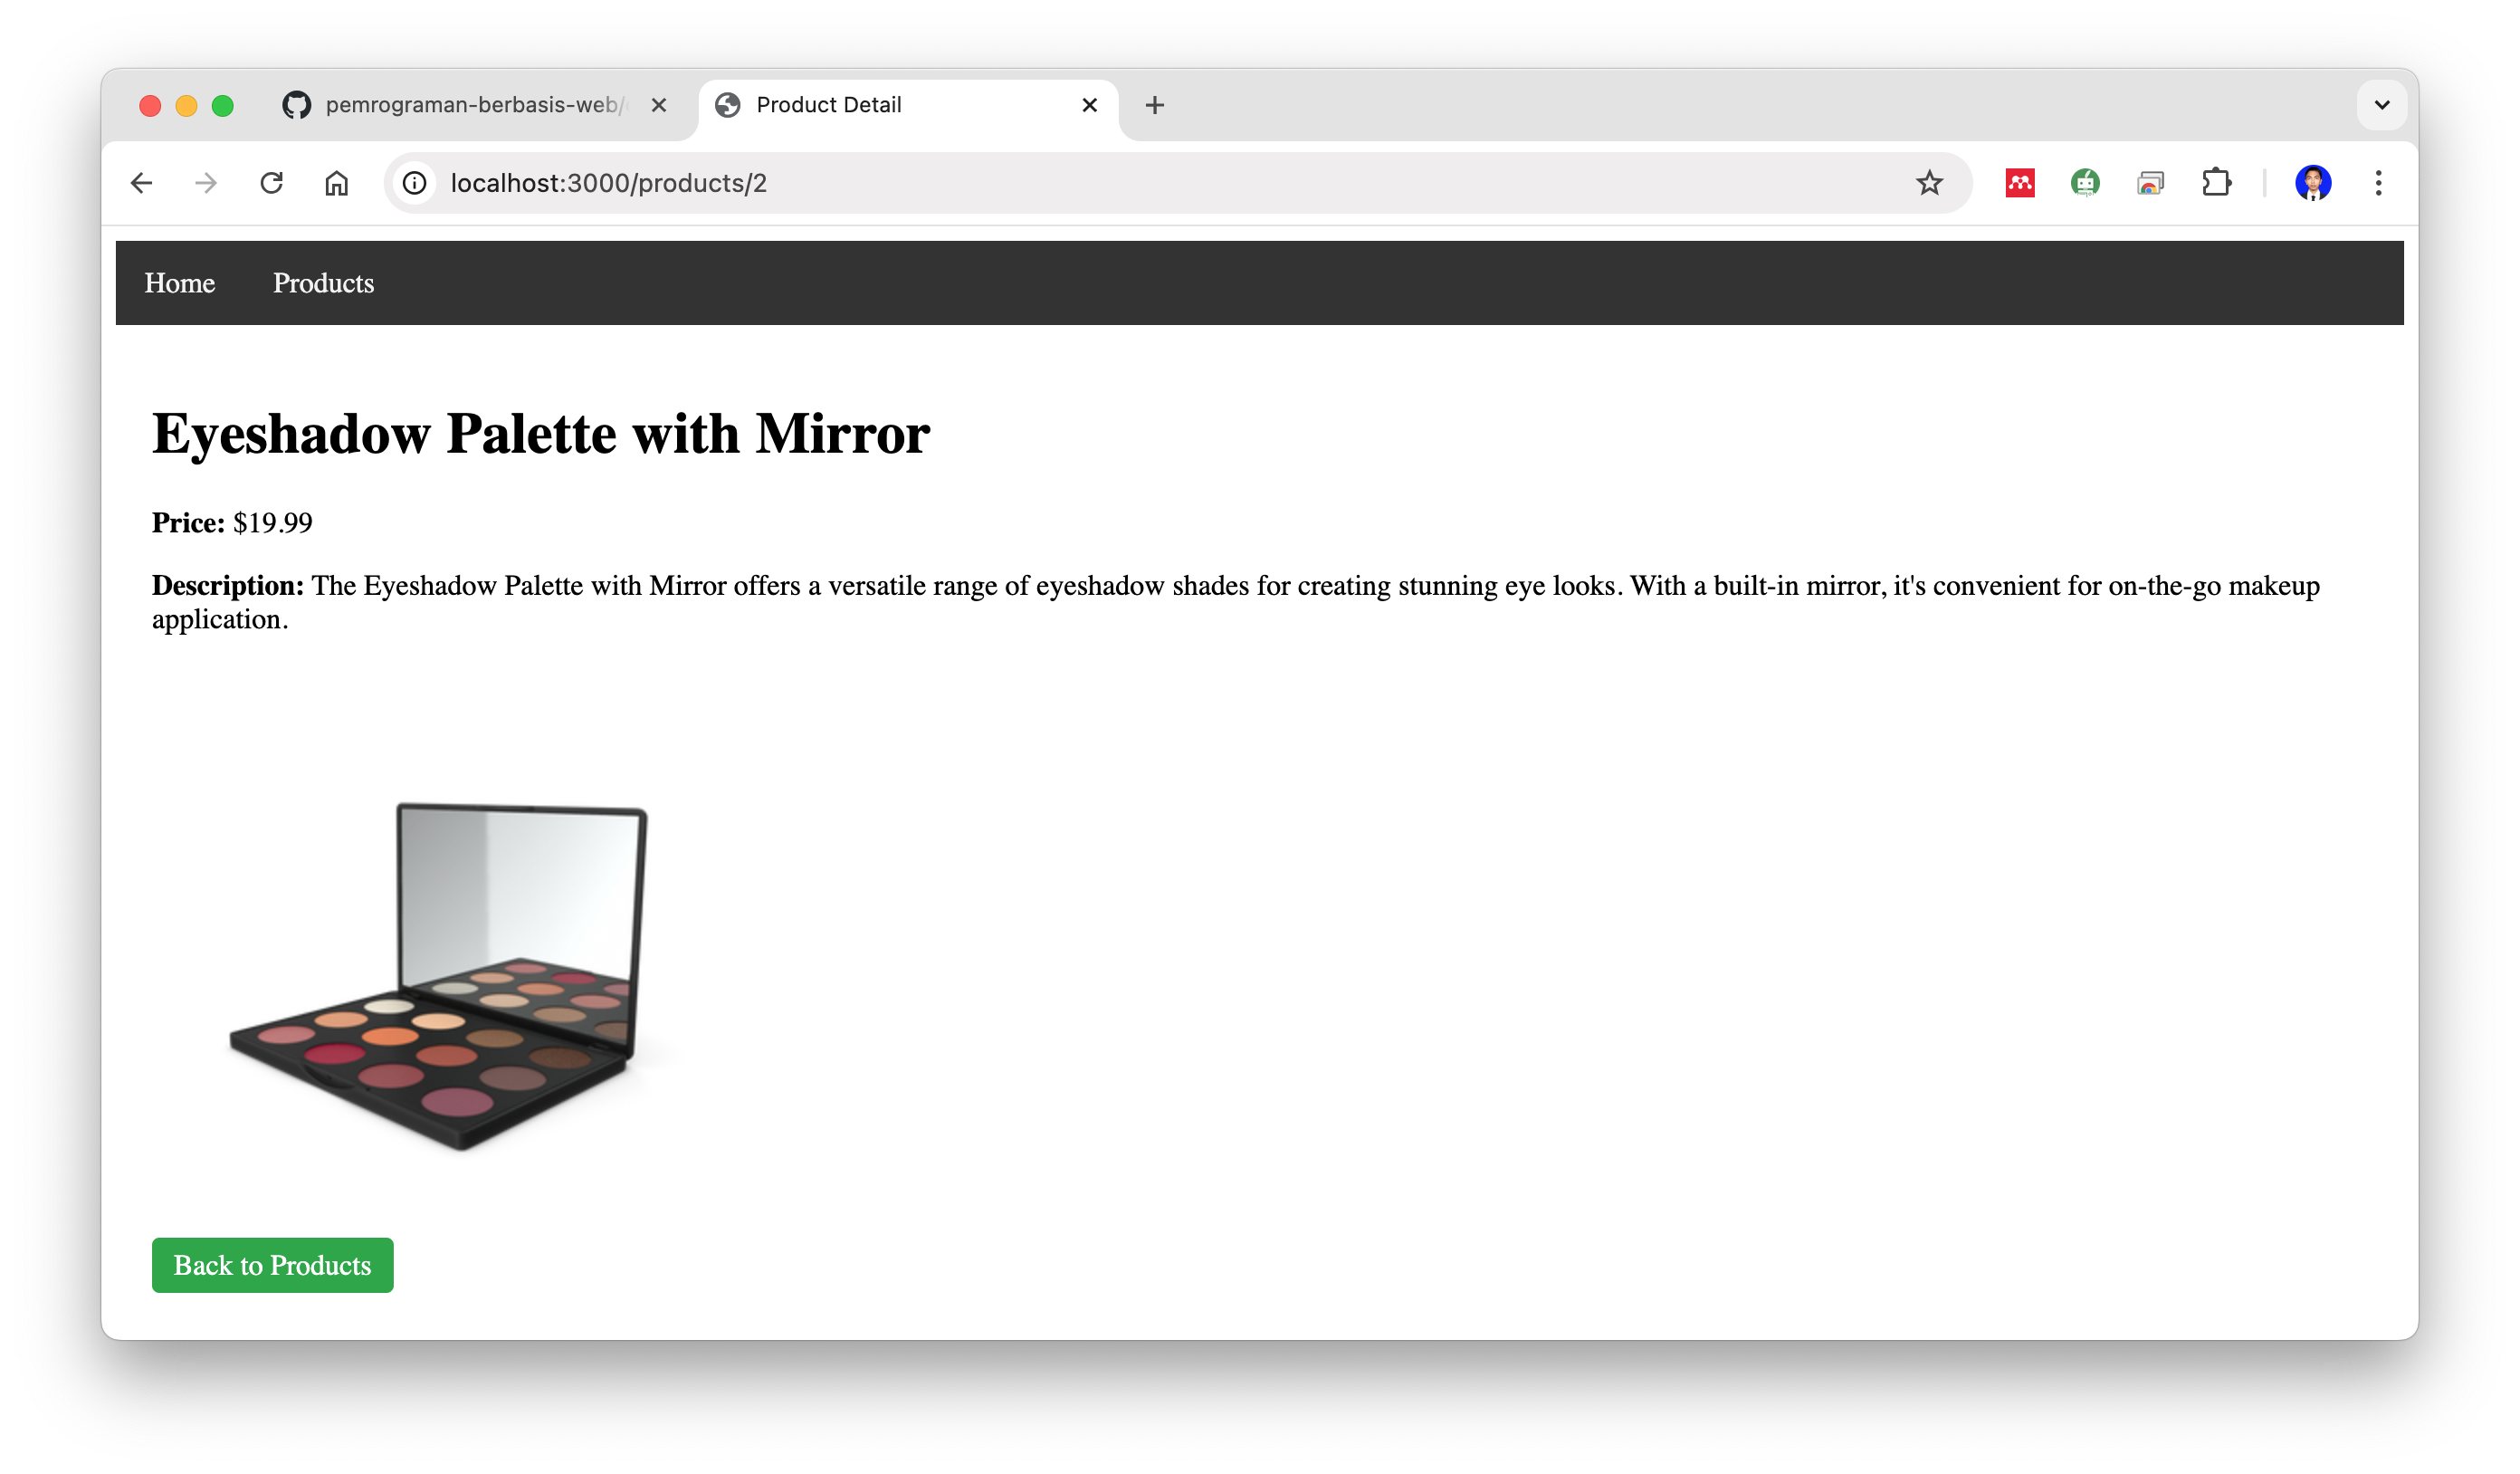 pemrograman-berbasis-web/
Product Detail
localhost:3000/products/2
Home Products
Eyeshadow Palette with Mirror
Price: $19.99
Description: The Eyeshadow Palette with Mirror offers a versatile range of eyeshadow shades for creating stunning eye looks. With a built-in mirror, it's convenient for on-the-go makeup
application.
Back to Products